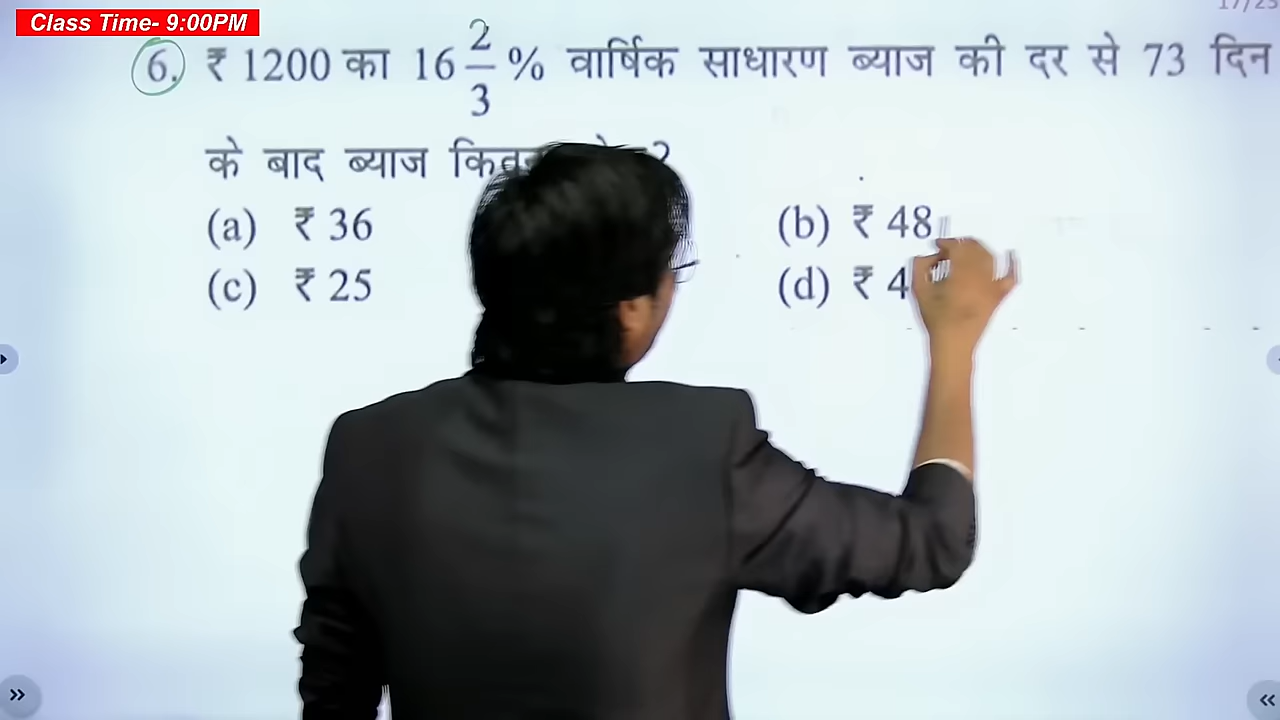 Class Time- 9:00PM
6. ₹ 1200 का 16 2/3 % वार्षिक साधारण ब्याज की दर से 73 दिन
के बाद ब्याज
(a) ₹ 36 (b) ₹ 48
(c) ₹ 25 (d) ₹ 4